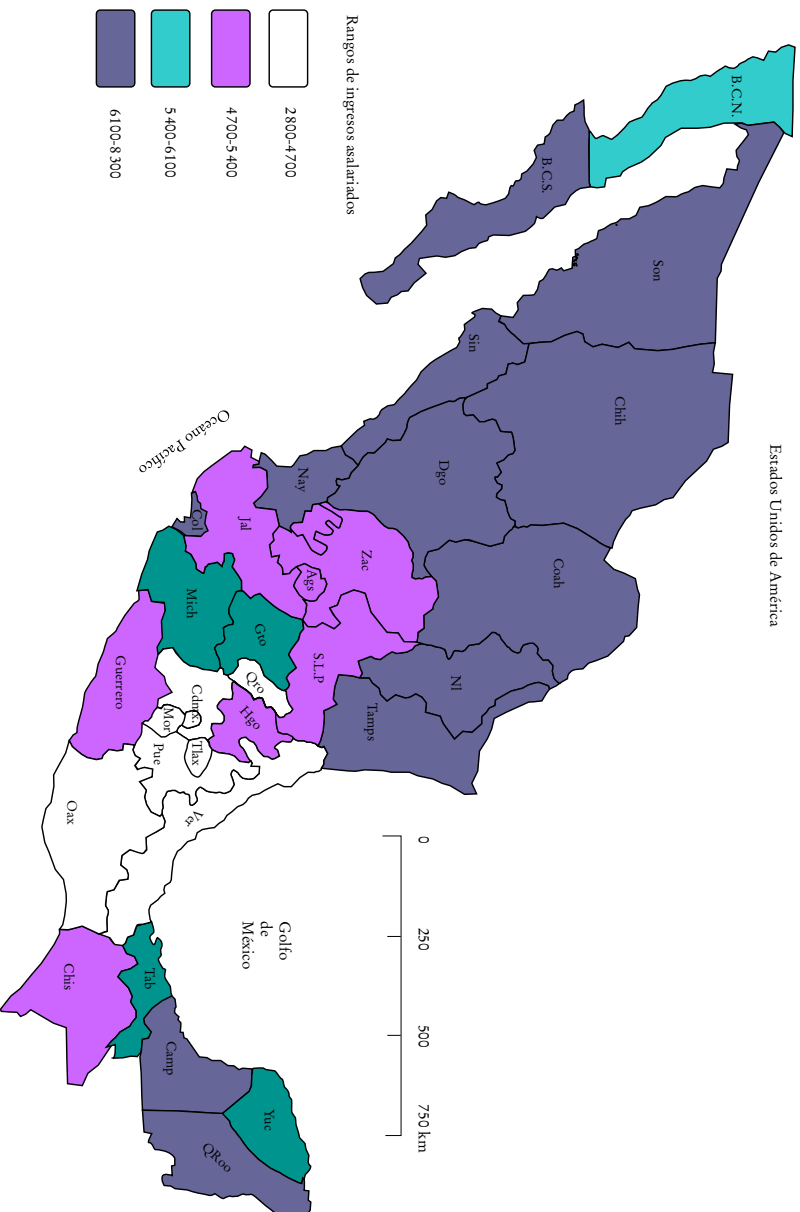 Estados Unidos de América
B.C.N.
B.C.S.
Son
Chih
Coah
Sin
Dgo
Nl
Tamps
Nay
Zac
Ags
S.L.P
Jal
Col
Gto
Qro
Hgo
Mich
Cdmx.
Mor
Tlax
Pue
Ver
Guerrero
Oax
Chis
Tab
Camp
Yuc
QRoo
Océano Pacífico
Golfo
de
México
0 250 500 750 km
Rangos de ingresos asalariados
2800-4700
4700-5400
5400-6100
6100-8300